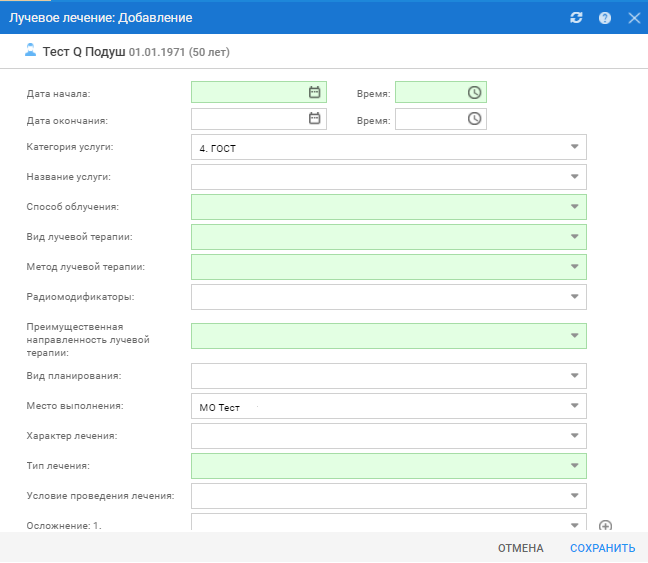 Лучевое лечение: Добавление
Тест Q Подуш 01.01.1971 (50 лет)
Дата начала: Время:
Дата окончания: Время:
Категория услуги: 4. ГОСТ
Название услуги:
Способ облучения:
Вид лучевой терапии:
Метод лучевой терапии:
Радиомодификаторы:
Преимущественная
направленность лучевой
терапии:
Вид планирования:
Место выполнения: МО Тест
Характер лечения:
Тип лечения:
Условие проведения лечения:
Осложнение: 1.
ОТМЕНА СОХРАНИТЬ